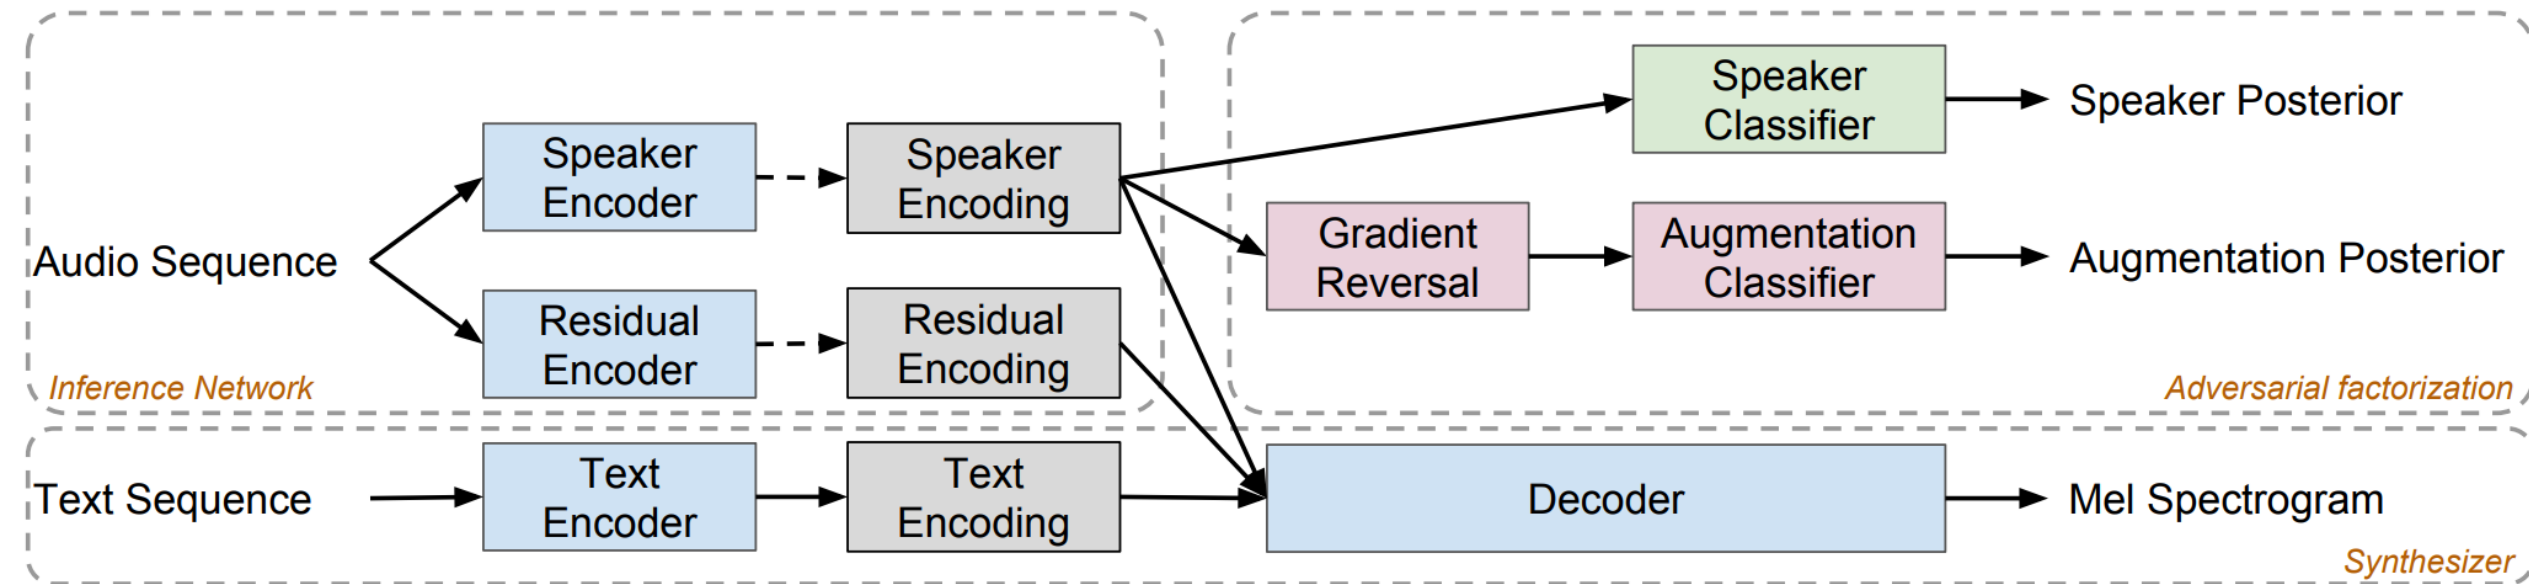 Speaker
Classifier
Speaker Posterior
Speaker
Encoder
Speaker
Encoding
Audio Sequence
Gradient
Reversal
Augmentation
Classifier
Augmentation Posterior
Residual
Encoder
Residual
Encoding
Inference Network
Adversarial factorization
Text Sequence
Text
Encoder
Text
Encoding
Decoder
Mel Spectrogram
Synthesizer